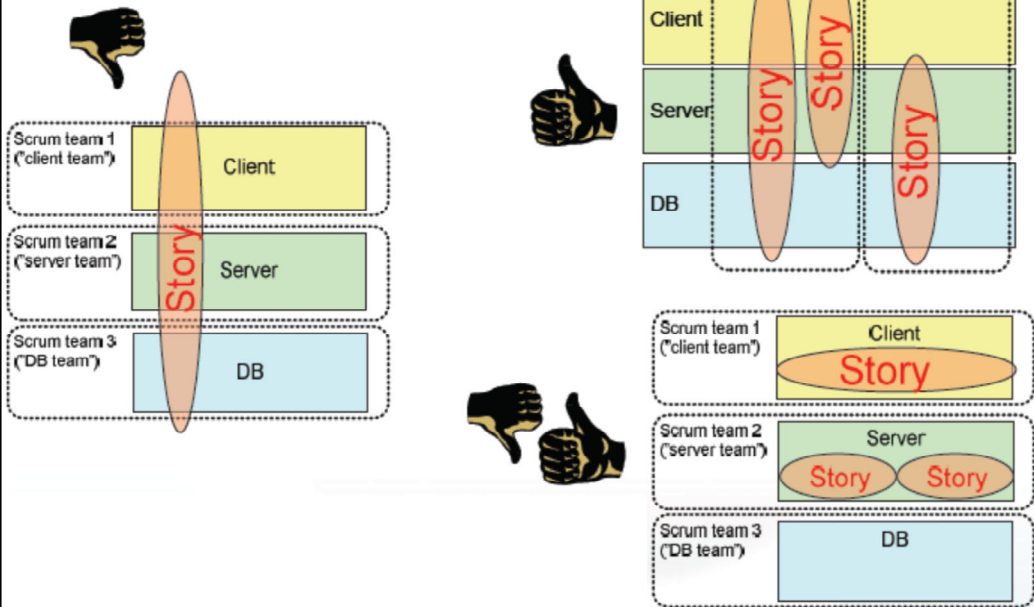 Scrum team 1
("client team")
Client
Scrum team 2
("server team")
Server
Scrum team 3
("DB team")
DB
Story
Client
Server
DB
Story
Story
Story
Scrum team 1
("client team")
Client
Story
Scrum team 2
("server team")
Server
Story
Story
Scrum team 3
("DB team")
DB